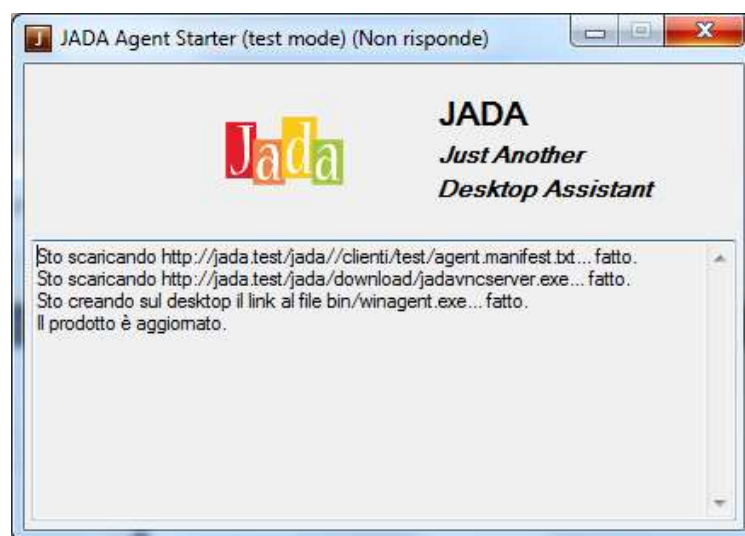 JADA Agent Starter (test mode) (Non risponde)
Jada
JADA
Just Another
Desktop Assistant
Sto scaricando http://jada.test/jada//clienti/test/agent.manifest.txt... fatto.
Sto scaricando http://jada.test/jada/download/jadavncserver.exe... fatto.
Sto creando sul desktop il link al file bin/winagent.exe... fatto.
Il prodotto è aggiornato.